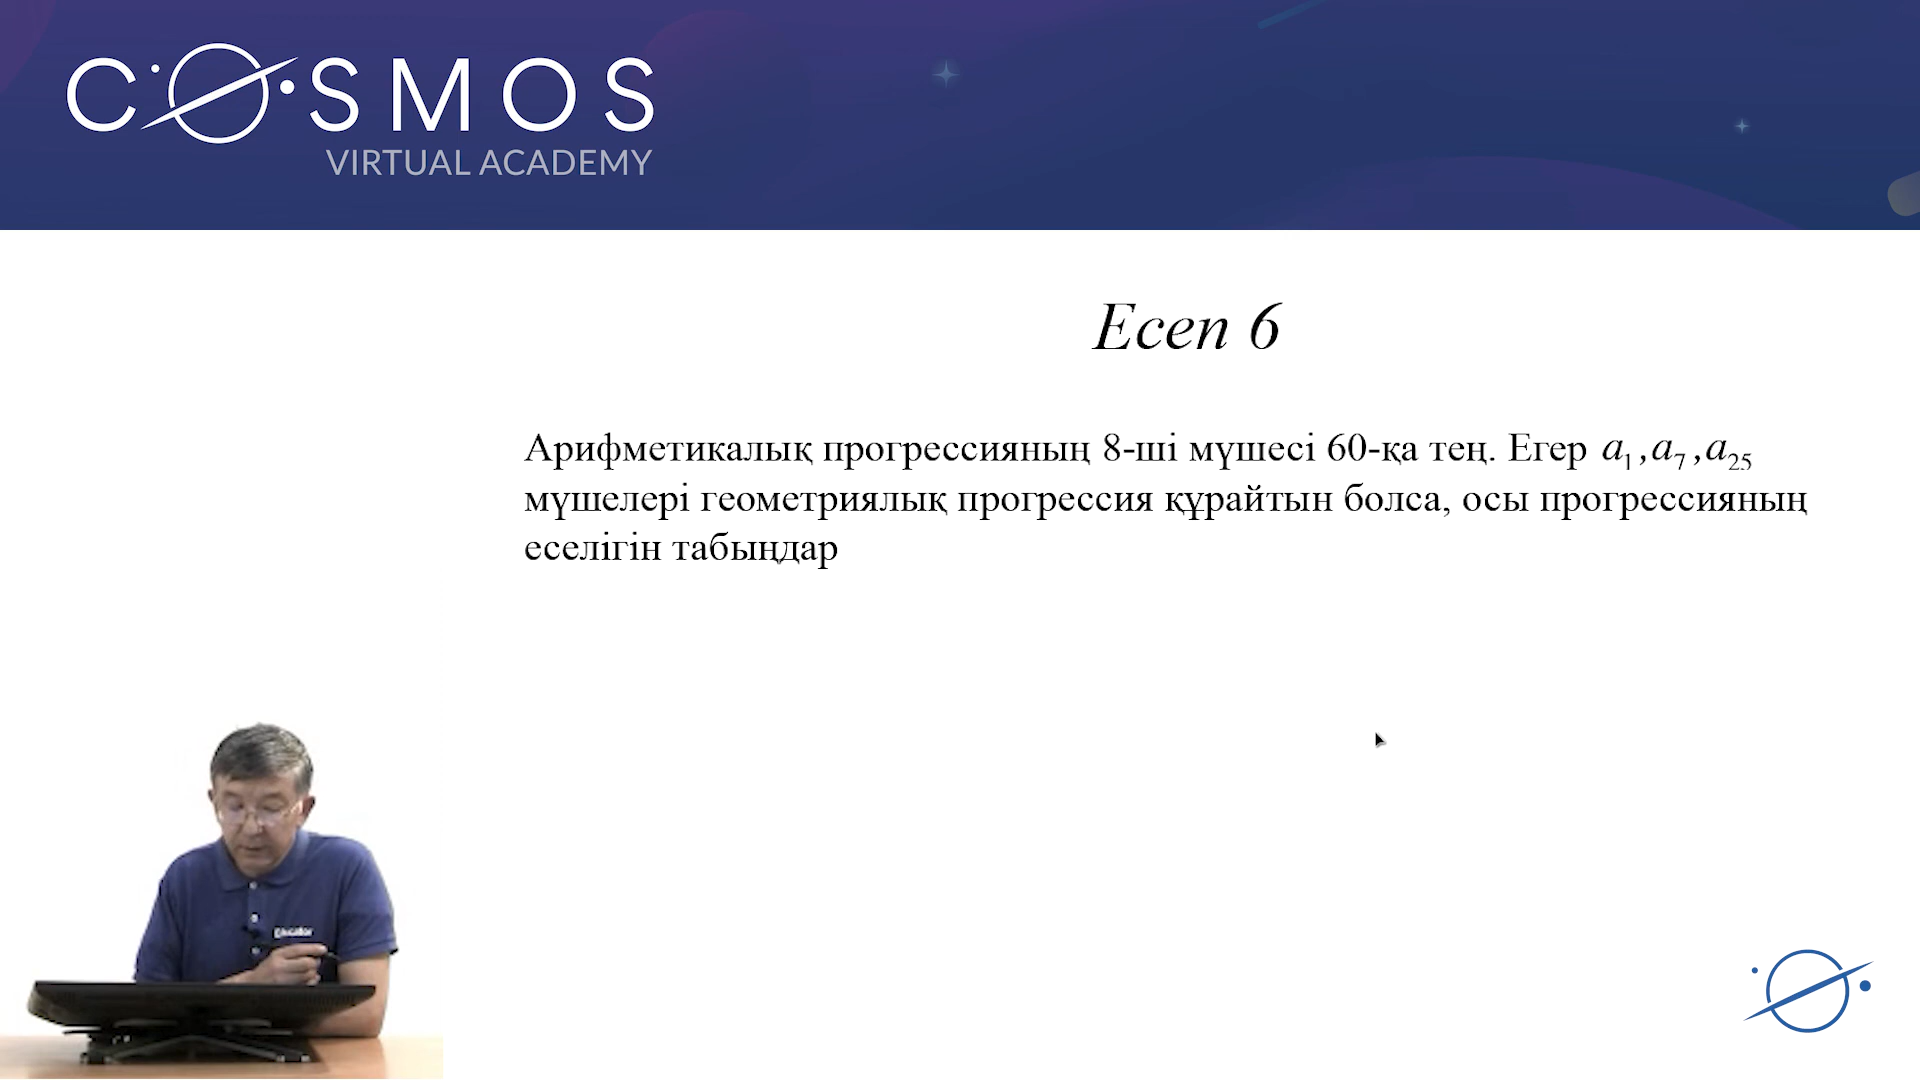 COSMOS
VIRTUAL ACADEMY
Есеп 6
Арифметикалық прогрессияның 8-ші мүшесі 60-қа тең. Егер a₁,a₇,a₂₅
мүшелері геометриялық прогрессия құрайтын болса, осы прогрессияның
еселігін табыңдар
Educator